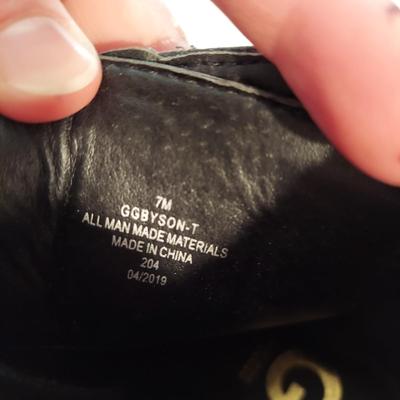 7M
GGBYSON-T
ALL MAN MADE MATERIALS
MADE IN CHINA
204
04/2019
G